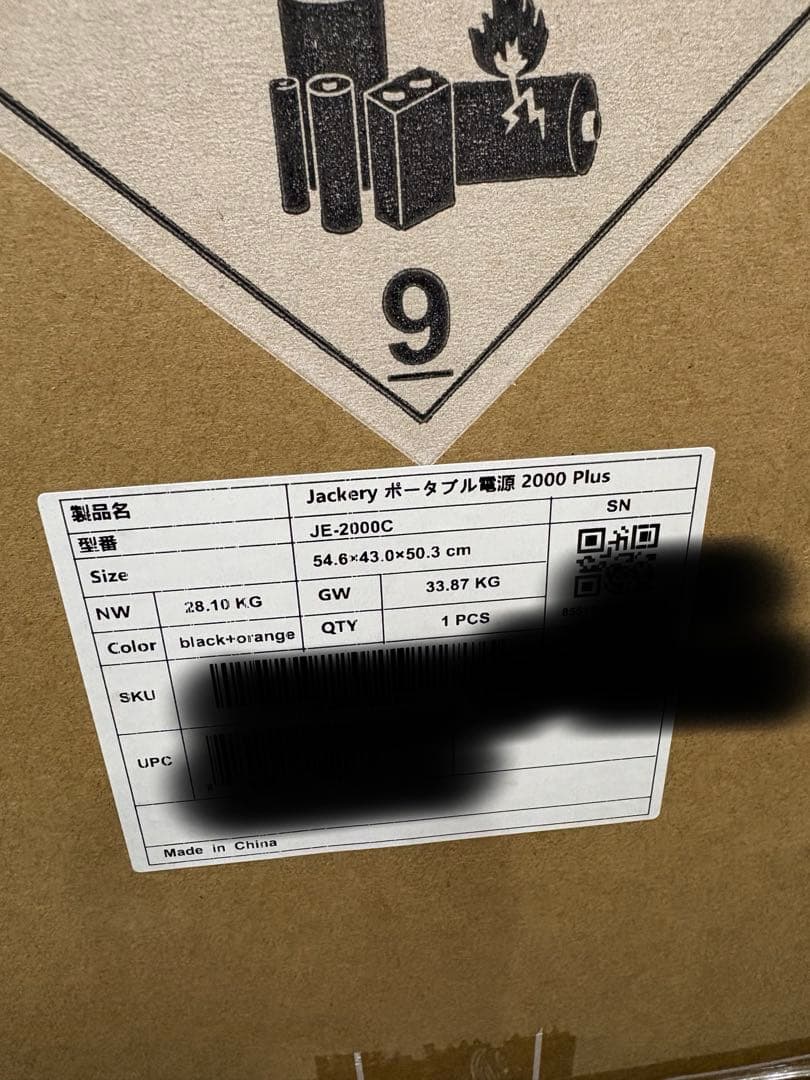 9
製品名 Jackery ポータブル電源 2000 Plus
型番 JE-2000C SN
Size 54.6×43.0×50.3 cm
NW 28.10 KG GW 33.87 KG
Color black+orange QTY 1 PCS
SKU
UPC
Made in China